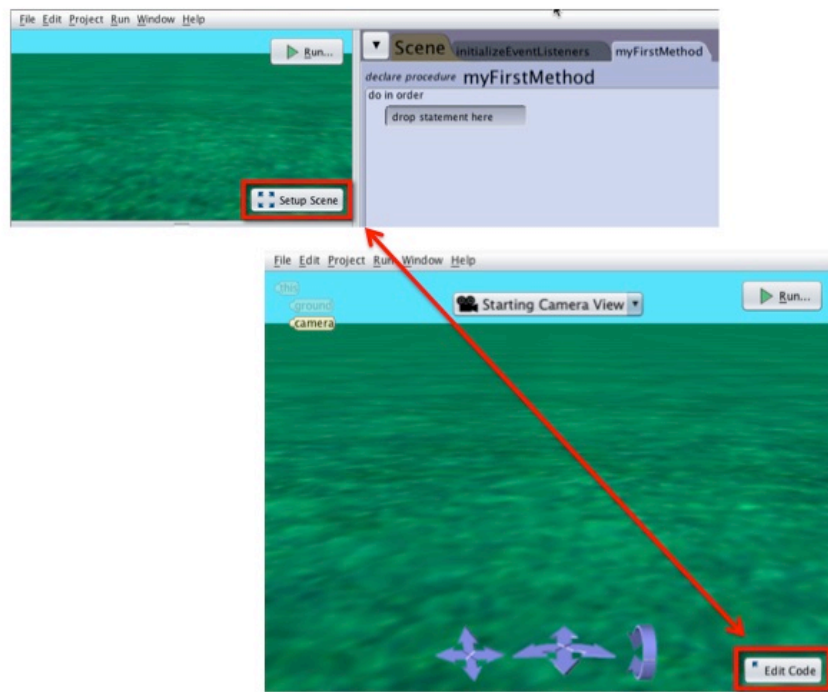 File Edit Project Run Window Help
Run...
Scene initializeEventListeners myFirstMethod
declare procedure myFirstMethod
do in order
drop statement here
Setup Scene
File Edit Project Run Window Help
this
ground
camera
Starting Camera View
Run...
Edit Code